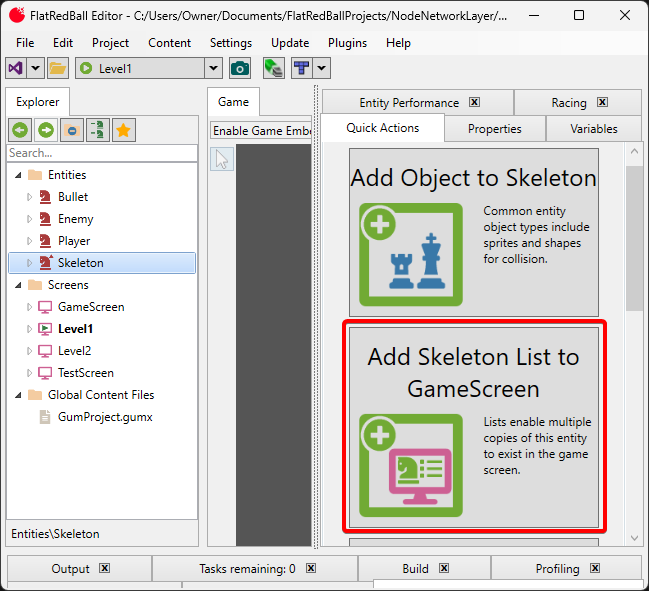 FlatRedBall Editor - C:/Users/Owner/Documents/FlatRedBallProjects/NodeNetworkLayer/...
File Edit Project Content Settings Update Plugins Help
Level1
Explorer
Search...
Entities
Bullet
Enemy
Player
Skeleton
Screens
GameScreen
Level1
Level2
TestScreen
Global Content Files
GumProject.gumx
Entities\Skeleton
Game
Enable Game Emb
Entity Performance
Racing
Quick Actions
Properties
Variables
Add Object to Skeleton
Common entity
object types include
sprites and shapes
for collision.
Add Skeleton List to
GameScreen
Lists enable multiple
copies of this entity
to exist in the game
screen.
Output
Tasks remaining: 0
Build
Profiling